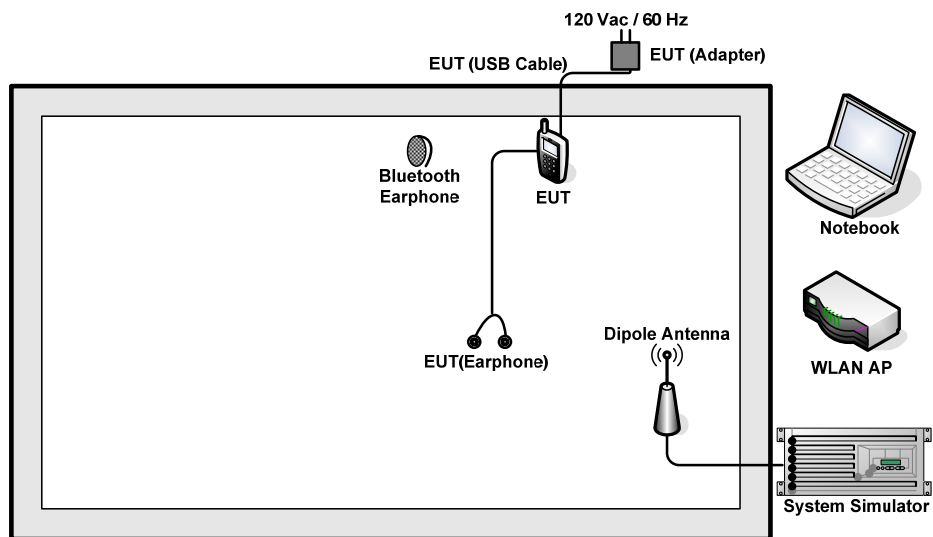 120 Vac / 60 Hz
EUT (USB Cable)
EUT (Adapter)
Bluetooth
Earphone
EUT
Notebook
EUT(Earphone)
Dipole Antenna
WLAN AP
System Simulator